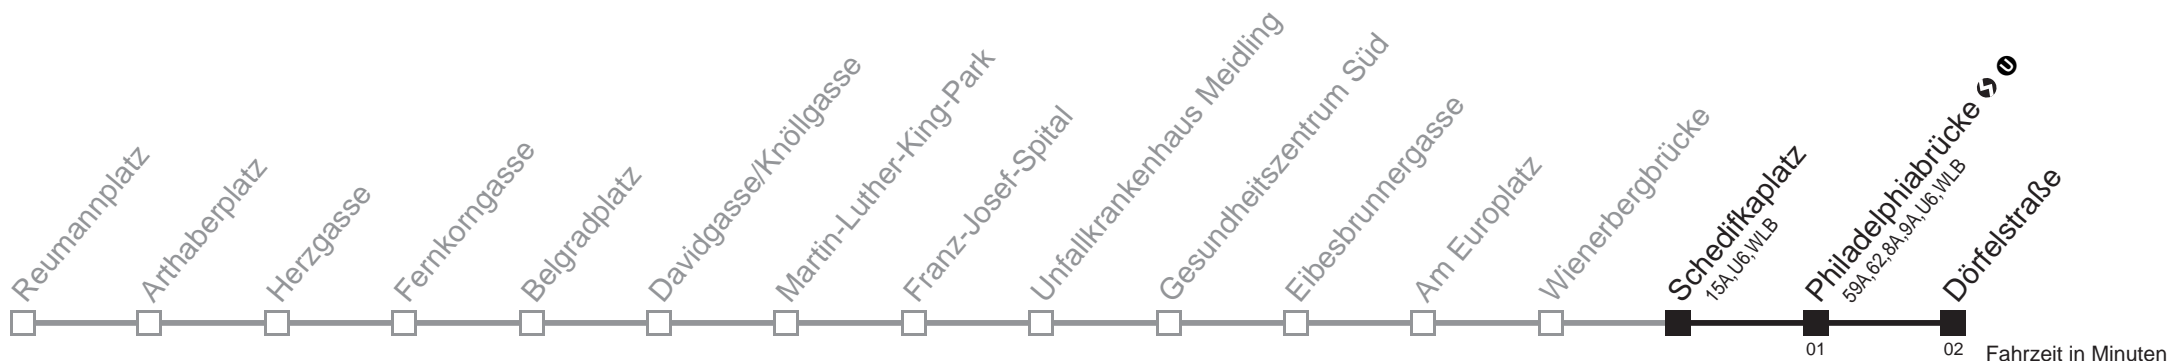 Reumannplatz
Arthaberplatz
Herzgasse
Fernkorngasse
Belgradplatz
Davidgasse/Knöllgasse
Martin-Luther-King-Park
Franz-Josef-Spital
Unfallkrankenhaus Meidling
Gesundheitszentrum Süd
Eibesbrunnergasse
Am Europlatz
Wienerbergbrücke
Schedifkaplatz
15A,U6,WLB
Philadelphiabrücke U
59A,62,8A,9A,U6,WLB
Dörfelstraße
01
02
Fahrzeit in Minuten